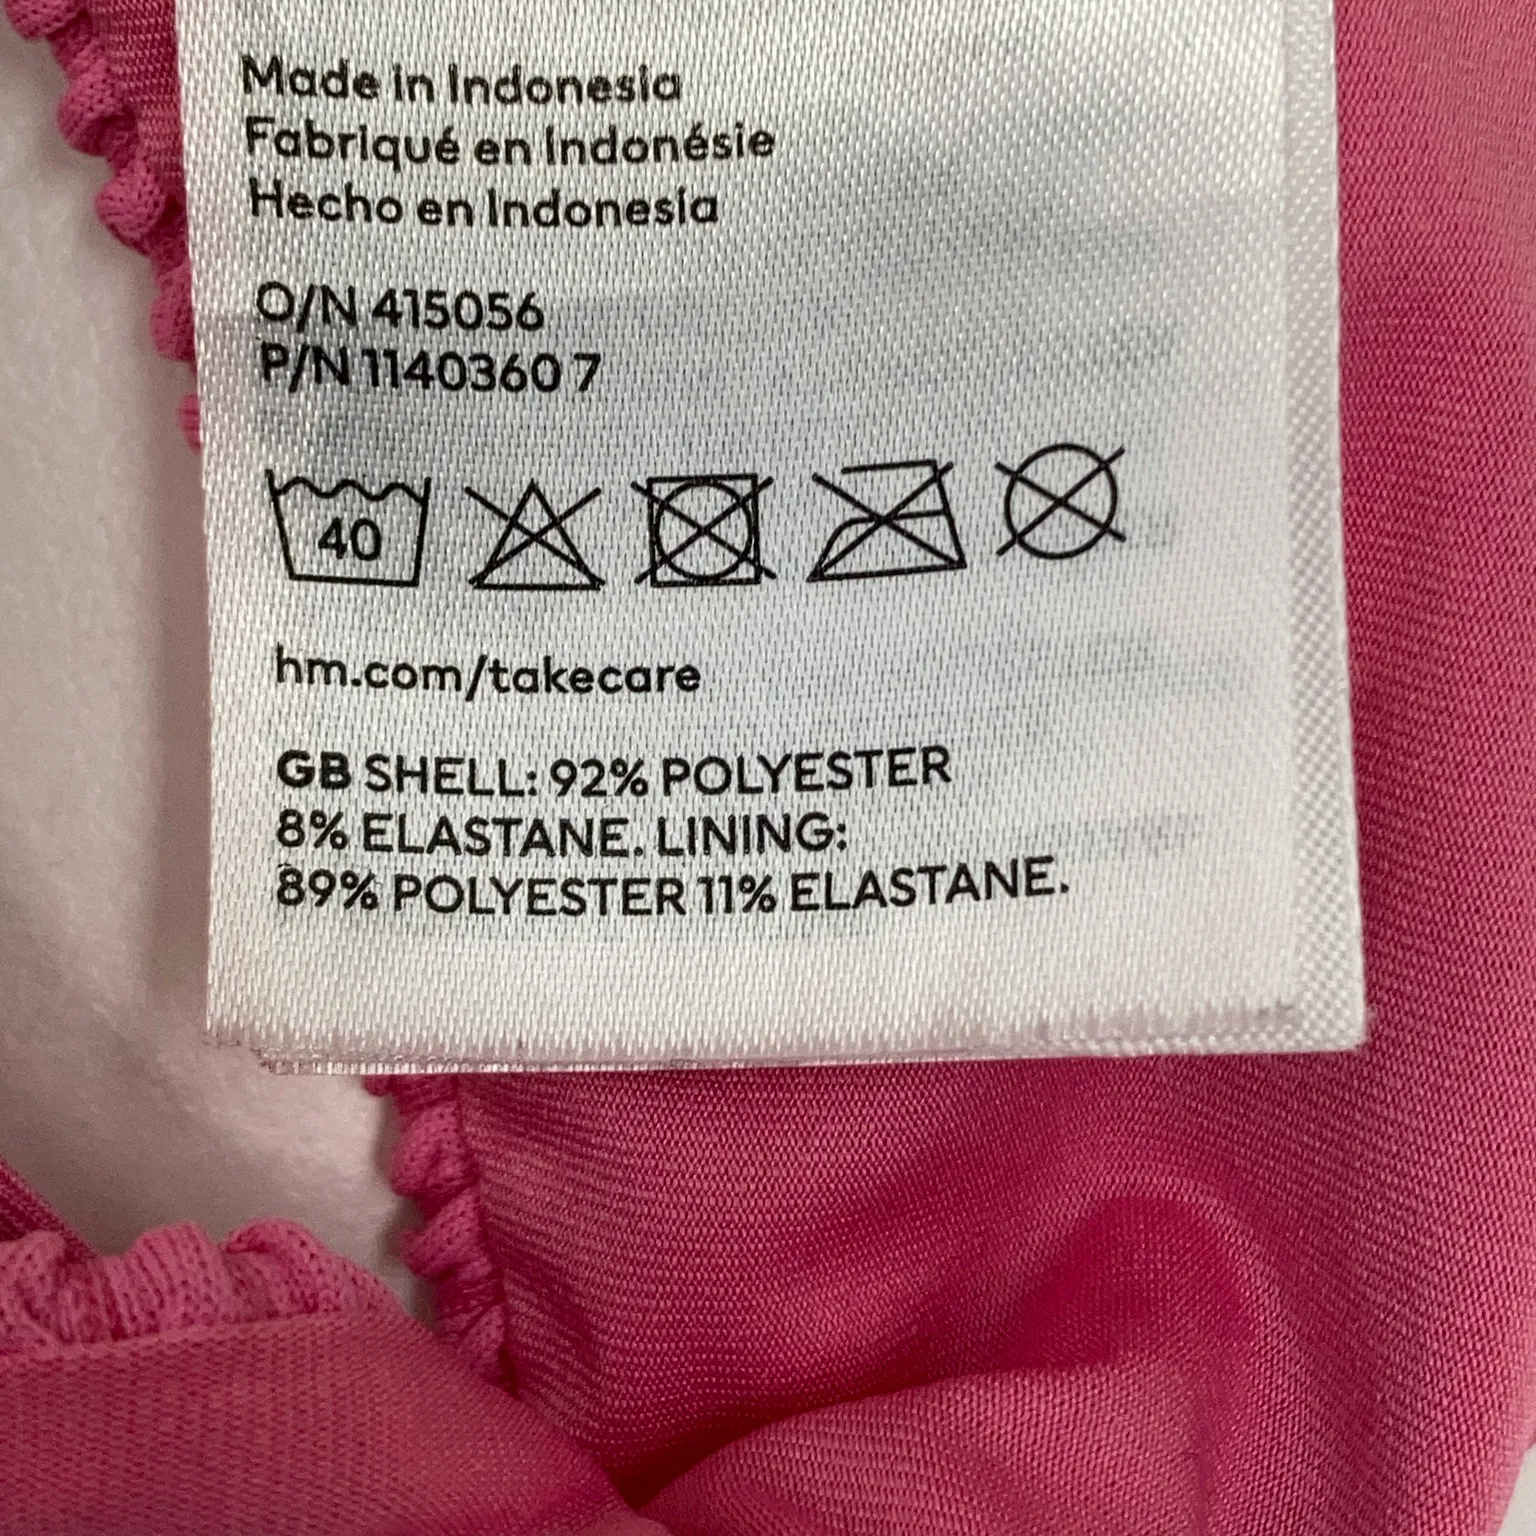 Made in Indonesia
Fabriqué en Indonésie
Hecho en Indonesia
O/N 415056
P/N 11403607
40
hm.com/takecare
GB SHELL: 92% POLYESTER
8% ELASTANE. LINING:
89% POLYESTER 11% ELASTANE.